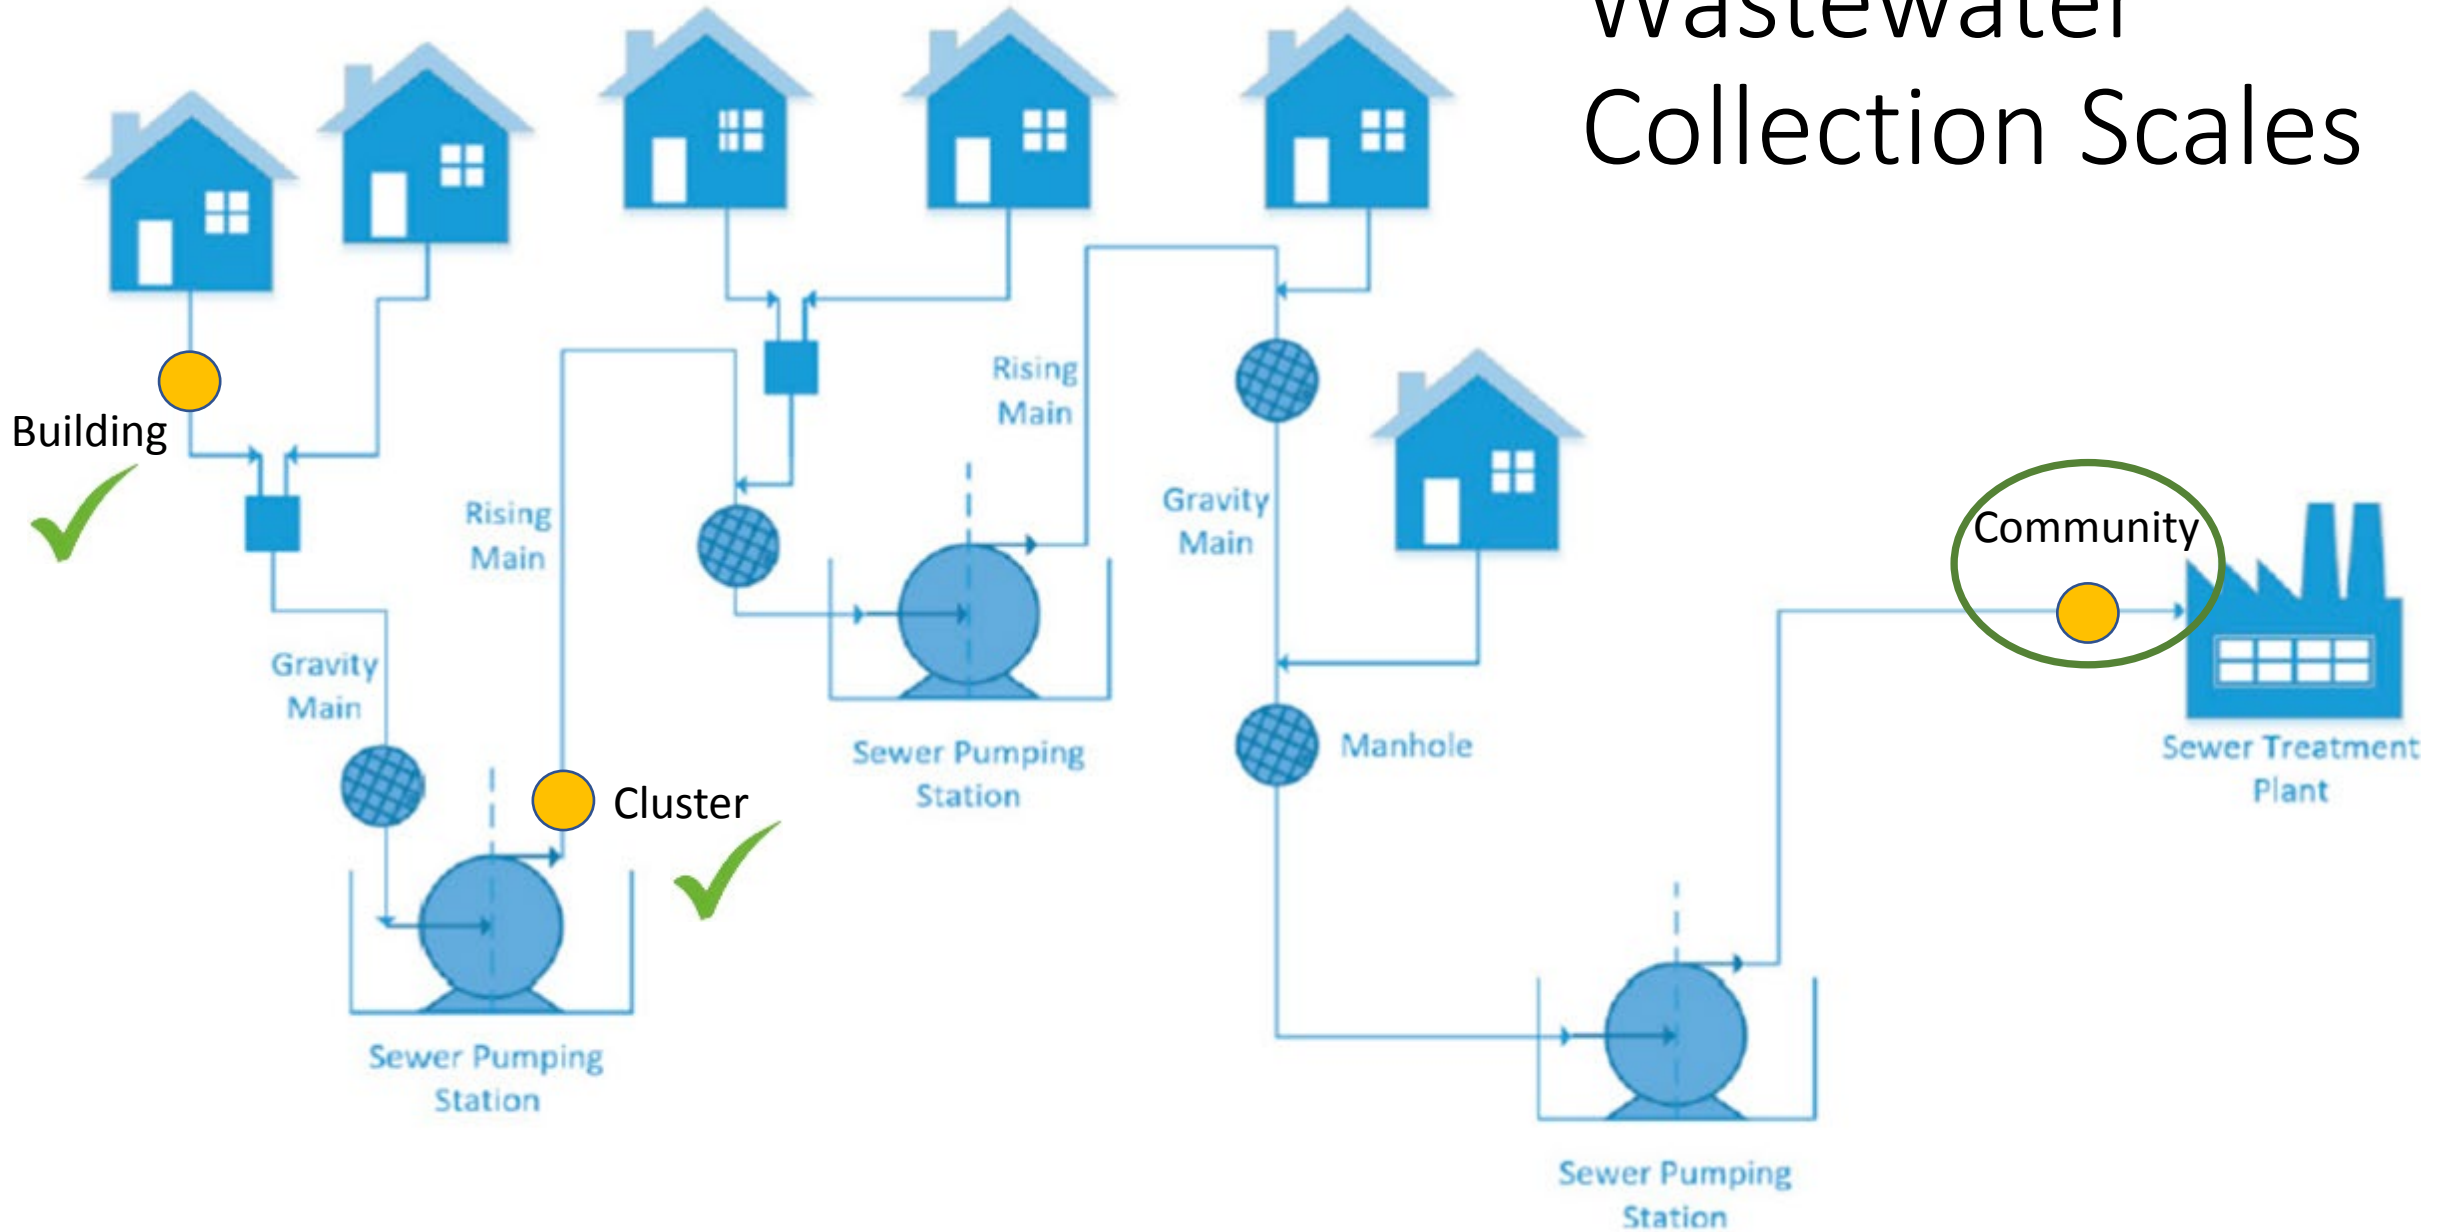 Wastewater
Collection Scales
Building
Rising
Main
Rising
Main
Gravity
Main
Community
Gravity
Main
Manhole
Sewer Pumping
Station
Sewer Treatment
Plant
Cluster
Sewer Pumping
Station
Sewer Pumping
Station